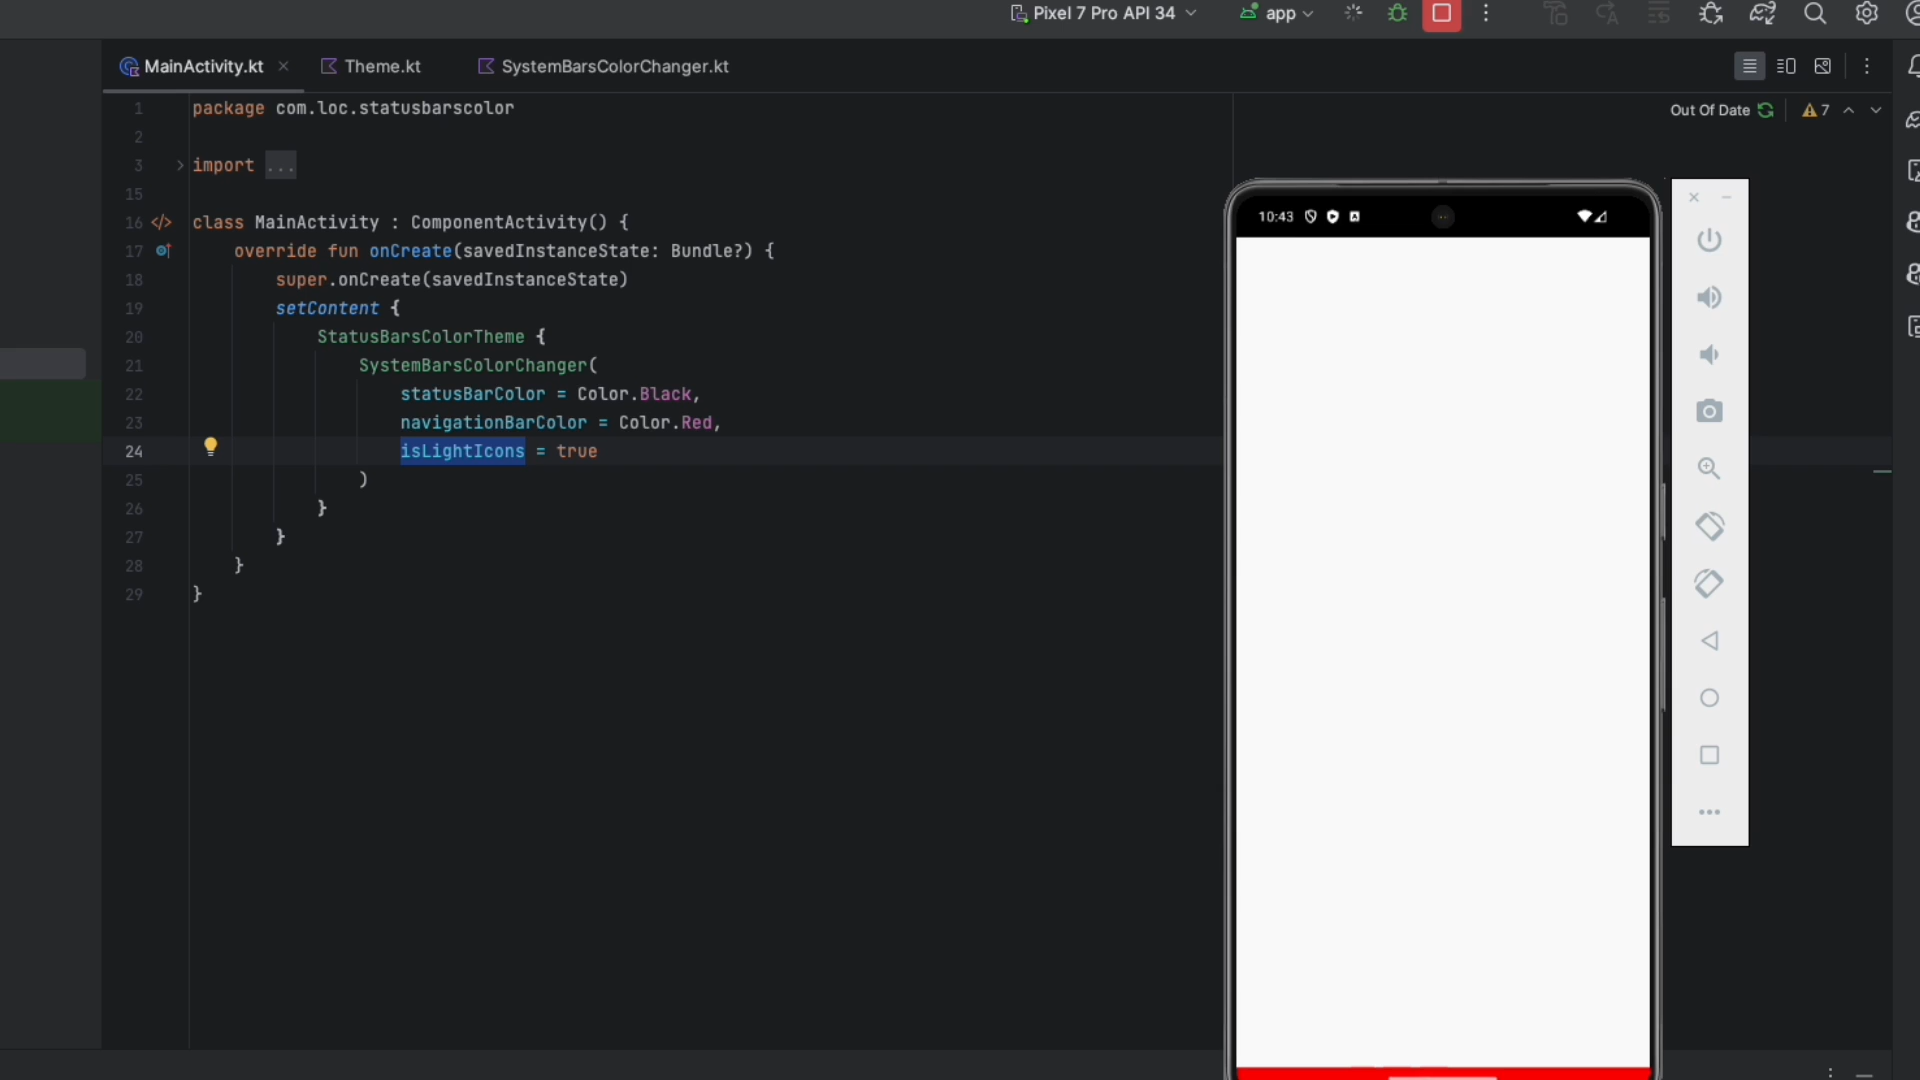 Pixel 7 Pro API 34 app
MainActivity.kt Theme.kt SystemBarsColorChanger.kt
Out Of Date 7
1 package com.loc.statusbarscolor
2
3 import ...
15
16 class MainActivity : ComponentActivity() {
17 override fun onCreate(savedInstanceState: Bundle?) {
18 super.onCreate(savedInstanceState)
19 setContent {
20 StatusBarsColorTheme {
21 SystemBarsColorChanger(
22 statusBarColor = Color.Black,
23 navigationBarColor = Color.Red,
24 isLightIcons = true
25 )
26 }
27 }
28 }
29 }
10:43